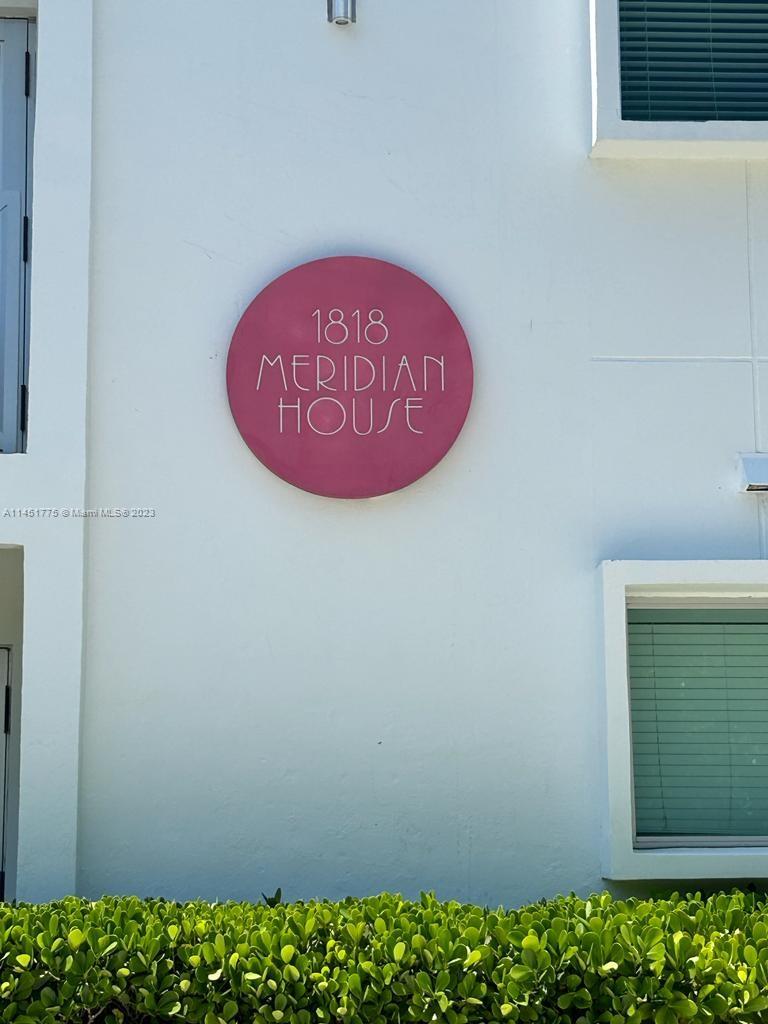 1818
MERIDIAN
HOUSE
A11451775 © Miami MLS® 2023